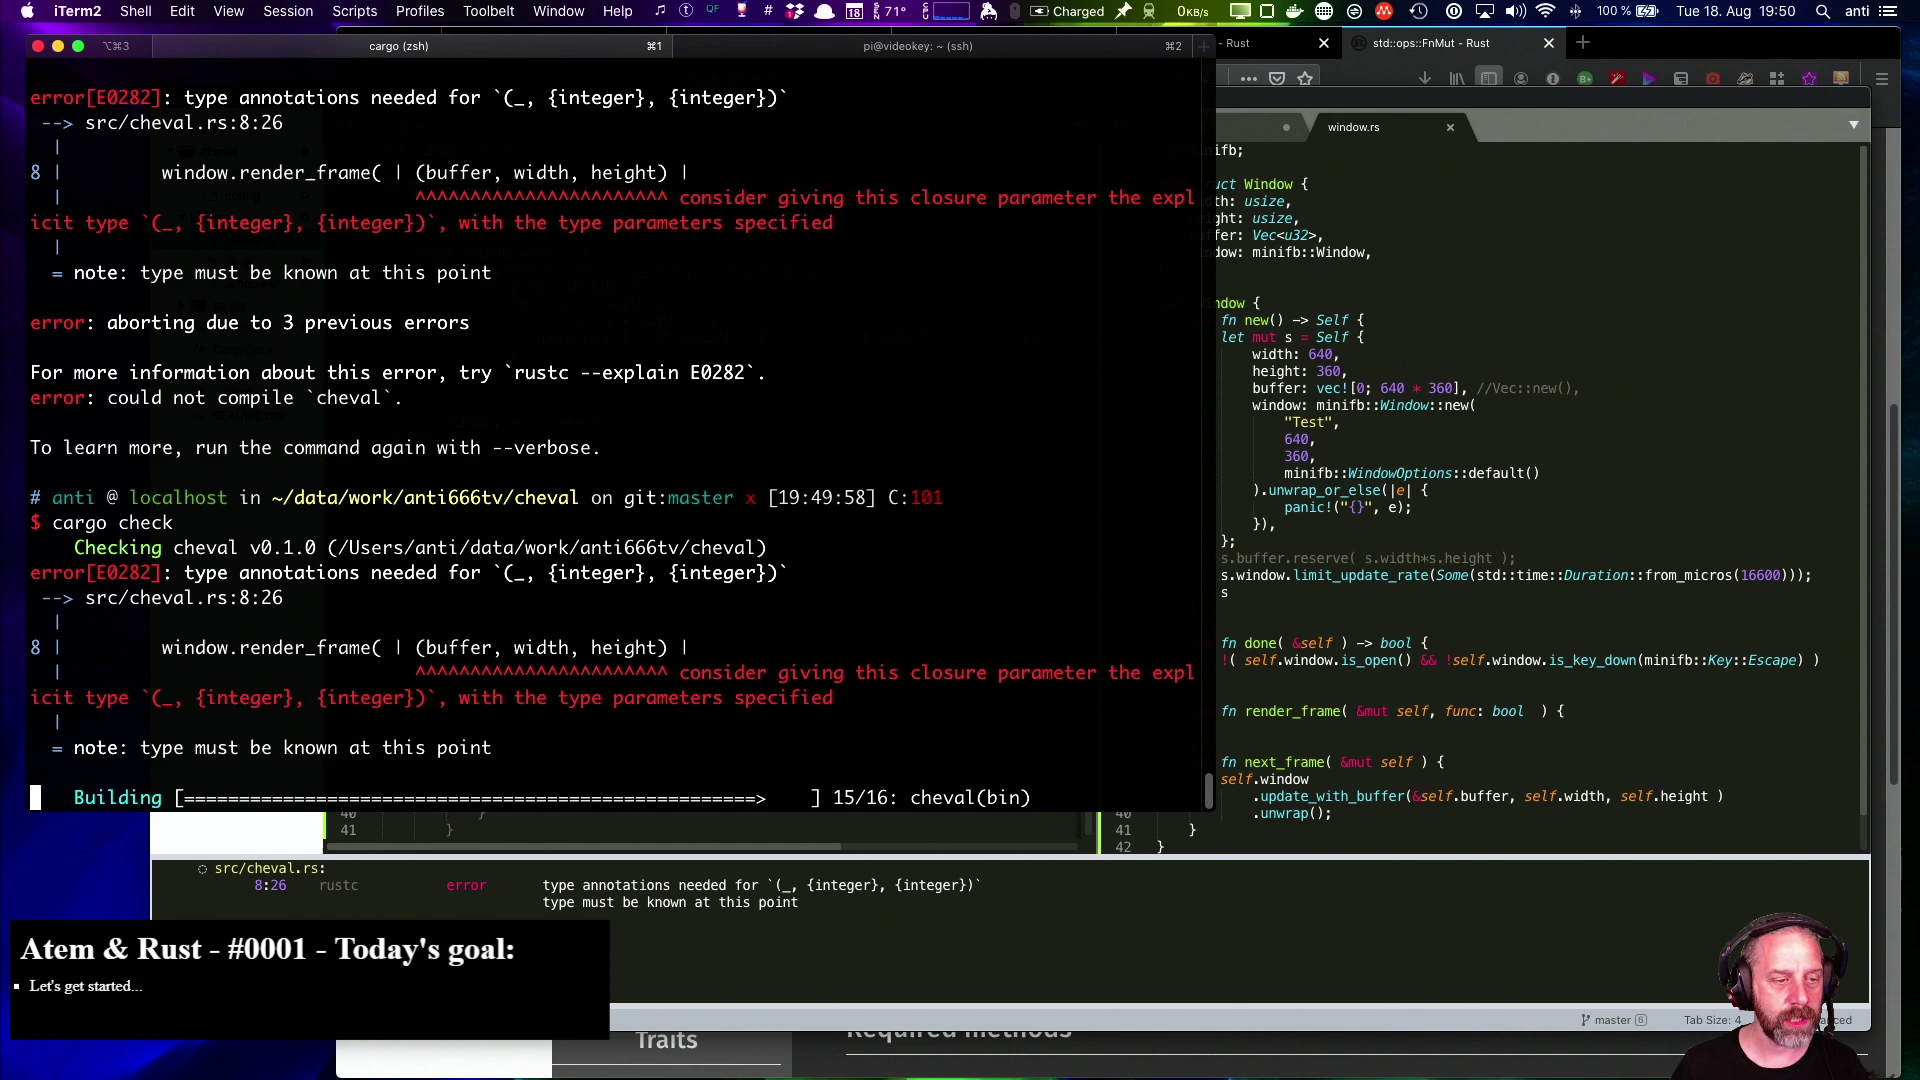 iTerm2 Shell Edit View Session Scripts Profiles Toolbelt Window Help
71° Charged 0KB/s 100 % Tue 18. Aug 19:50 anti
⌥⌘3 cargo (zsh) ⌘1 pi@videokey: ~ (ssh) ⌘2
- Rust
std::ops::FnMut - Rust
error[E0282]: type annotations needed for `(_, {integer}, {integer})`
--> src/cheval.rs:8:26
|
8 | window.render_frame( | (buffer, width, height) |
| ^^^^^^^^^^^^^^^^^^^^^^^ consider giving this closure parameter the expl
icit type `(_, {integer}, {integer})`, with the type parameters specified
|
= note: type must be known at this point
error: aborting due to 3 previous errors
For more information about this error, try `rustc --explain E0282`.
error: could not compile `cheval`.
To learn more, run the command again with --verbose.
# anti @ localhost in ~/data/work/anti666tv/cheval on git:master x [19:49:58] C:101
$ cargo check
Checking cheval v0.1.0 (/Users/anti/data/work/anti666tv/cheval)
error[E0282]: type annotations needed for `(_, {integer}, {integer})`
--> src/cheval.rs:8:26
|
8 | window.render_frame( | (buffer, width, height) |
| ^^^^^^^^^^^^^^^^^^^^^^^ consider giving this closure parameter the expl
icit type `(_, {integer}, {integer})`, with the type parameters specified
|
= note: type must be known at this point
Building [====================================================> ] 15/16: cheval(bin)
window.rs
nifb;
uct Window {
dth: usize,
ight: usize,
ffer: Vec<u32>,
ndow: minifb::Window,
indow {
fn new() -> Self {
let mut s = Self {
width: 640,
height: 360,
buffer: vec![0; 640 * 360], //Vec::new(),
window: minifb::Window::new(
"Test",
640,
360,
minifb::WindowOptions::default()
).unwrap_or_else(|e| {
panic!("{}", e);
}),
};
s.buffer.reserve( s.width*s.height );
s.window.limit_update_rate(Some(std::time::Duration::from_micros(16600)));
s
fn done( &self ) -> bool {
!( self.window.is_open() && !self.window.is_key_down(minifb::Key::Escape) )
fn render_frame( &mut self, func: bool ) {
fn next_frame( &mut self ) {
self.window
.update_with_buffer(&self.buffer, self.width, self.height )
.unwrap();
40 }
41 }
40
41 }
42 }
src/cheval.rs:
8:26 rustc error type annotations needed for `(_, {integer}, {integer})`
type must be known at this point
Atem & Rust - #0001 - Today's goal:
Let's get started...
master 6 Tab Size: 4
Traits
Required methods